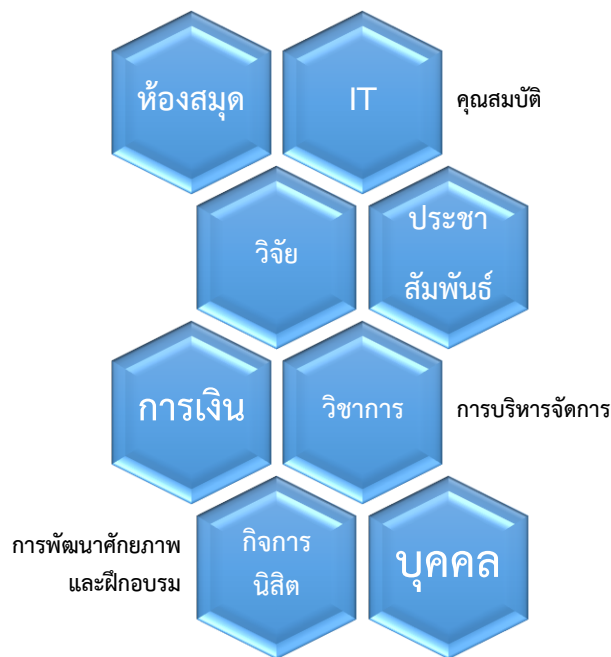 ห้องสมุด
IT
คุณสมบัติ
วิจัย
ประชา
สัมพันธ์
การเงิน
วิชาการ
การบริหารจัดการ
การพัฒนาศักยภาพ
และฝึกอบรม
กิจการ
นิสิต
บุคคล